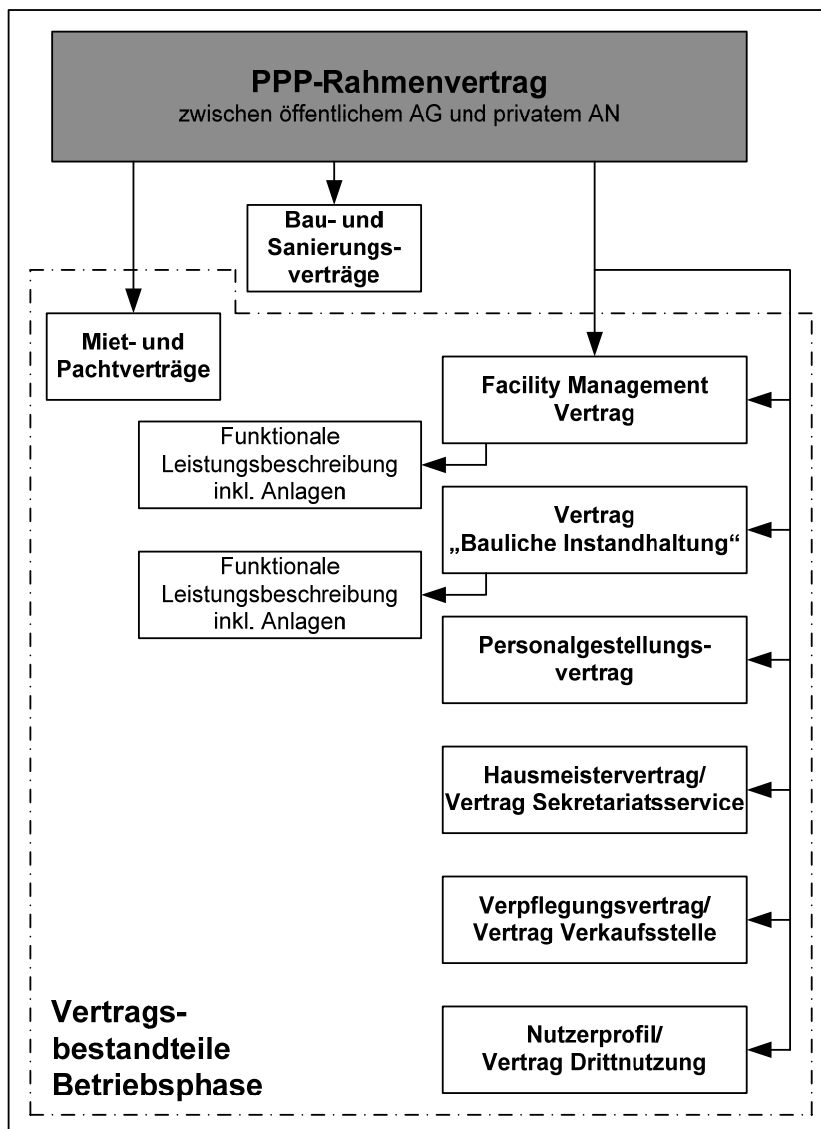 PPP-Rahmenvertrag
zwischen öffentlichem AG und privatem AN
Bau- und
Sanierungs-
verträge
Miet- und
Pachtverträge
Facility Management
Vertrag
Funktionale
Leistungsbeschreibung
inkl. Anlagen
Vertrag
„Bauliche Instandhaltung“
Funktionale
Leistungsbeschreibung
inkl. Anlagen
Personalgestellungs-
vertrag
Hausmeistervertrag/
Vertrag Sekretariatsservice
Verpflegungsvertrag/
Vertrag Verkaufsstelle
Nutzerprofil/
Vertrag Drittnutzung
Vertrags-
bestandteile
Betriebsphase